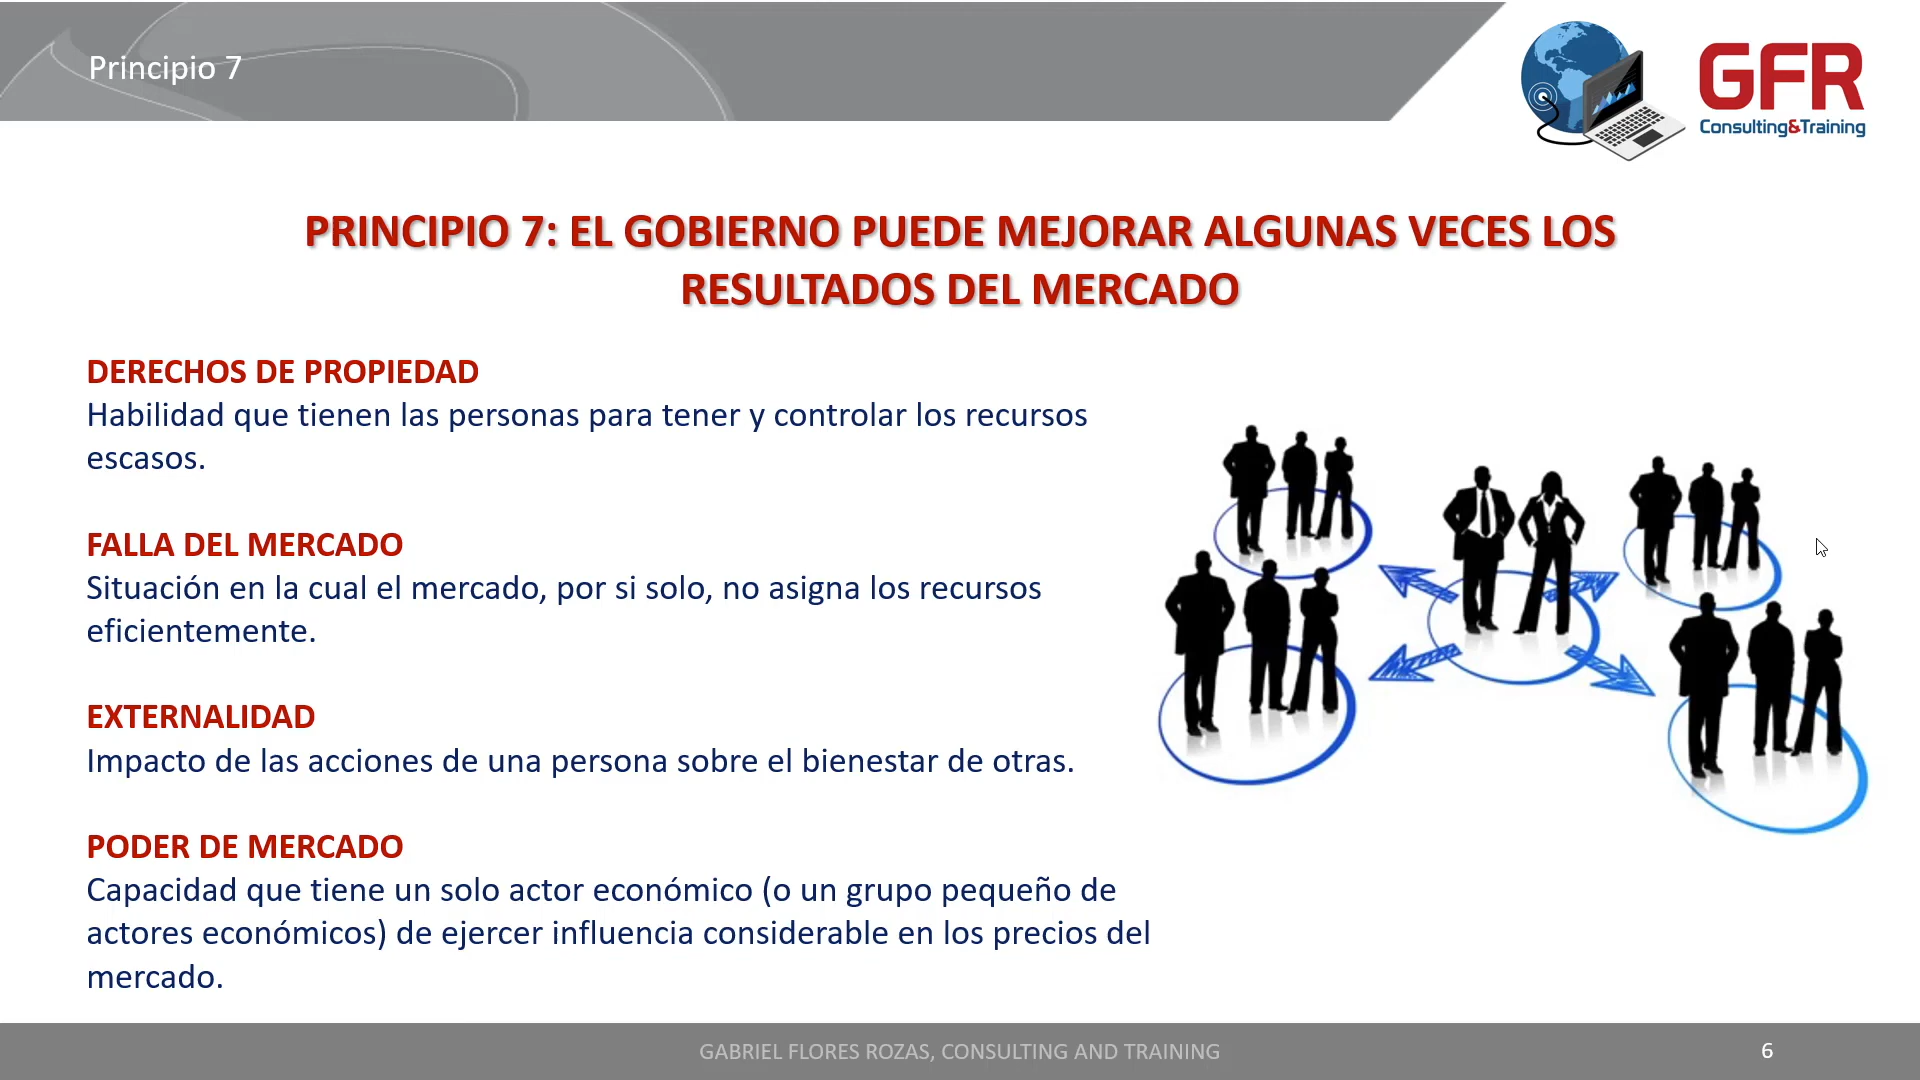 Principio 7
GFR
Consulting&Training
PRINCIPIO 7: EL GOBIERNO PUEDE MEJORAR ALGUNAS VECES LOS
RESULTADOS DEL MERCADO
DERECHOS DE PROPIEDAD
Habilidad que tienen las personas para tener y controlar los recursos
escasos.
FALLA DEL MERCADO
Situación en la cual el mercado, por si solo, no asigna los recursos
eficientemente.
EXTERNALIDAD
Impacto de las acciones de una persona sobre el bienestar de otras.
PODER DE MERCADO
Capacidad que tiene un solo actor económico (o un grupo pequeño de
actores económicos) de ejercer influencia considerable en los precios del
mercado.
GABRIEL FLORES ROZAS, CONSULTING AND TRAINING
6